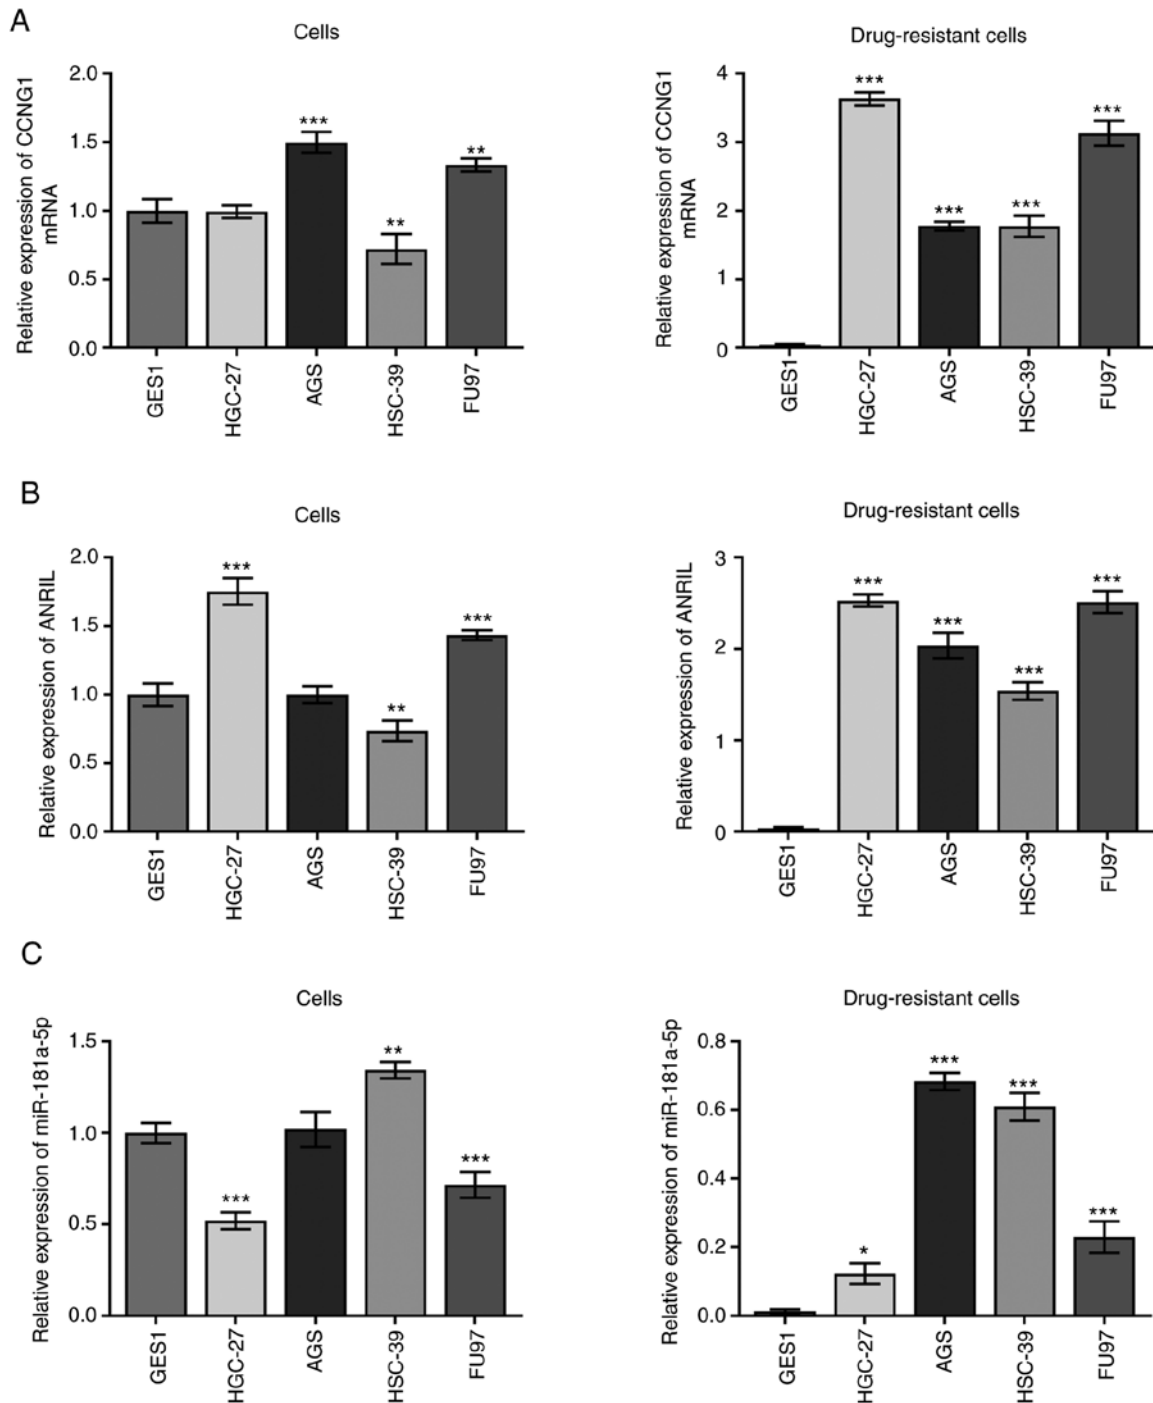 A
Cells
Relative expression of CCNG1
mRNA
2.0
1.5
1.0
0.5
0.0
***
**
**
GES1
HGC-27
AGS
HSC-39
FU97
Drug-resistant cells
Relative expression of CCNG1
mRNA
4
3
2
1
0
***
***
***
***
GES1
HGC-27
AGS
HSC-39
FU97
B
Cells
Relative expression of ANRIL
2.0
1.5
1.0
0.5
0.0
***
**
***
GES1
HGC-27
AGS
HSC-39
FU97
Drug-resistant cells
Relative expression of ANRIL
3
2
1
0
***
***
***
***
GES1
HGC-27
AGS
HSC-39
FU97
C
Cells
Relative expression of miR-181a-5p
1.5
1.0
0.5
0.0
***
**
***
GES1
HGC-27
AGS
HSC-39
FU97
Drug-resistant cells
Relative expression of miR-181a-5p
0.8
0.6
0.4
0.2
0.0
*
***
***
***
GES1
HGC-27
AGS
HSC-39
FU97